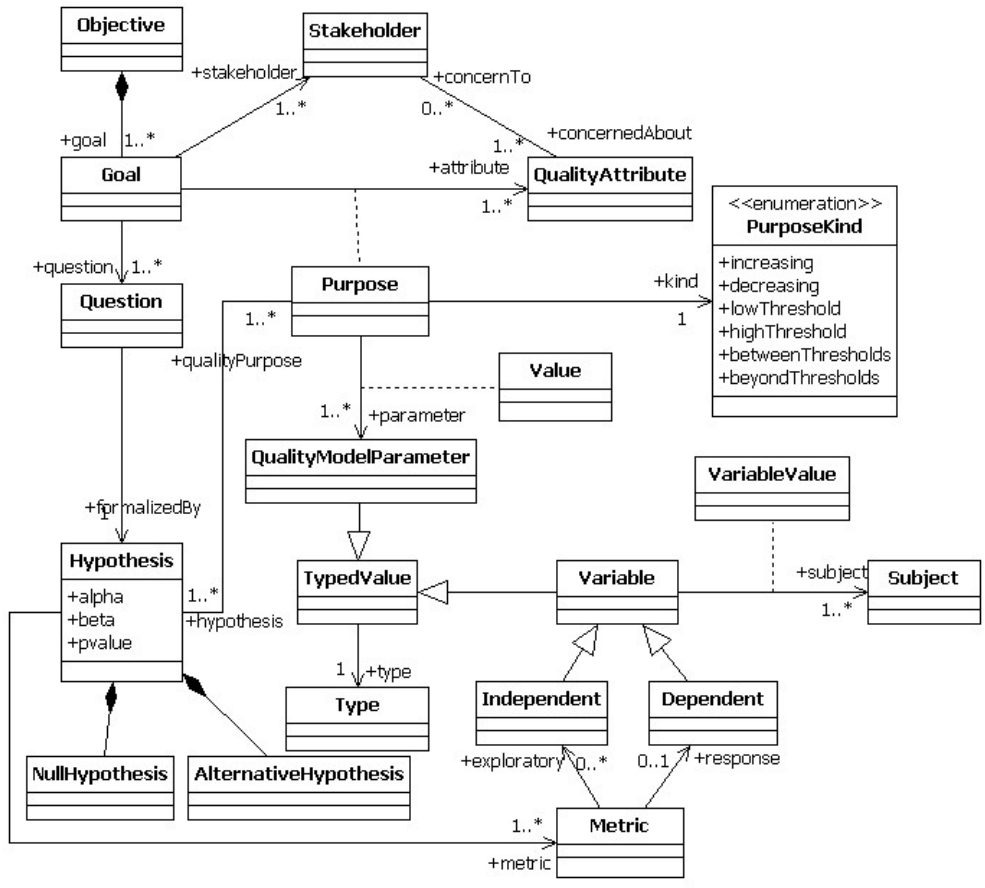 Objective
Stakeholder
+stakeholder
+concernTo
1..*
0..*
+goal
1..*
+concernedAbout
1..*
Goal
+attribute
QualityAttribute
1..*
<<enumeration>>
PurposeKind
+increasing
+decreasing
+lowThreshold
+highThreshold
+betweenThresholds
+beyondThresholds
+question
1..*
Question
Purpose
+kind
1
1..*
+qualityPurpose
Value
1..*
+parameter
QualityModelParameter
VariableValue
+formalizedBy
1
Hypothesis
+alpha
+beta
+pvalue
1..*
+hypothesis
TypedValue
Variable
+subject
1..*
Subject
1
+type
Type
Independent
Dependent
NullHypothesis
AlternativeHypothesis
+exploratory
0..*
0..1
+response
1..*
+metric
Metric